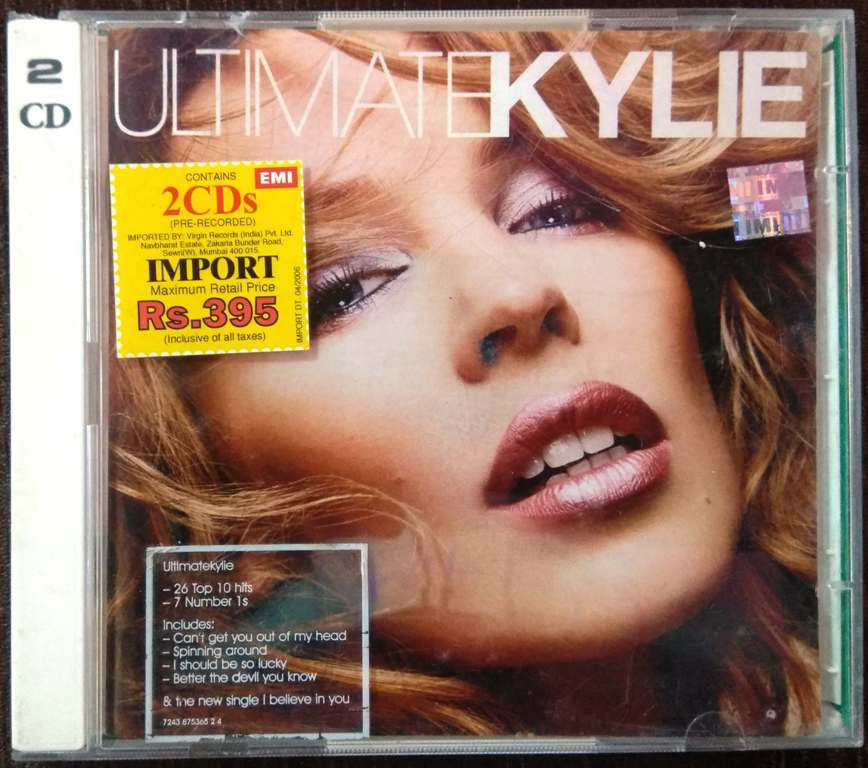 2
CD
ULTIMATEKYLIE
CONTAINS EMI
2CDs
(PRE-RECORDED)
IMPORTED BY: Virgin Records (India) Pvt. Ltd.
Navbharat Estate, Zakaria Bunder Road,
Sewri(W), Mumbai 400 015.
IMPORT
Maximum Retail Price
Rs.395
(Inclusive of all taxes)
IMPORT DT. 04/2006
Ultimatekylie
– 26 Top 10 hits
– 7 Number 1s
Includes:
– Can't get you out of my head
– Spinning around
– I should be so lucky
– Better the devil you know
& the new single I believe in you
7243 875365 2 4